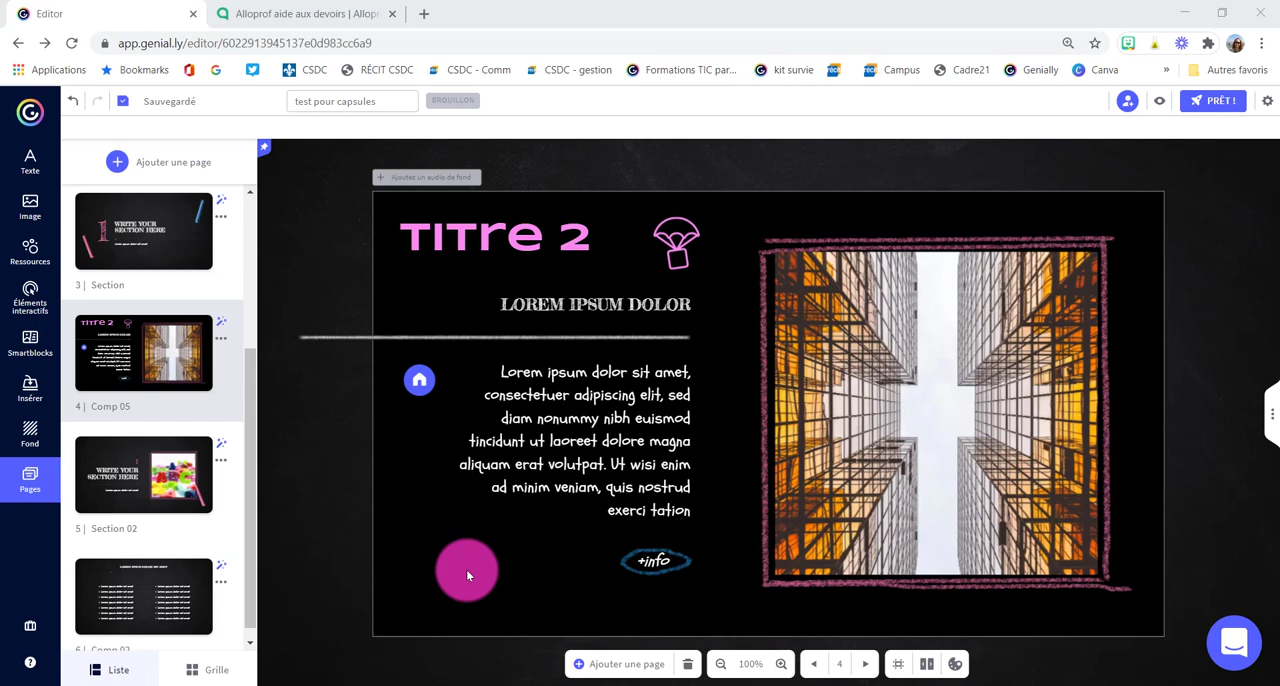 Editor
Alloprof aide aux devoirs | Allopr
app.genial.ly/editor/6022913945137e0d983cc6a9
Applications
Bookmarks
CSDC
RÉCIT CSDC
CSDC - Comm
CSDC - gestion
Formations TIC par...
kit survie
récit
Campus
Cadre21
Genially
Canva
»
Autres favoris
Sauvegardé
test pour capsules
BROUILLON
PRÊT !
Texte
Image
Ressources
Éléments
interactifs
Smartblocks
Insérer
Fond
Pages
Ajouter une page
1
WRITE YOUR
SECTION HERE
3 | Section
TITre 2
LOREM IPSUM DOLOR
4 | Comp 05
WRITE YOUR
SECTION HERE
5 | Section 02
Liste
Grille
+ Ajoutez un audio de fond
TITre 2
LOREM IPSUM DOLOR
Lorem ipsum dolor sit amet,
consectetuer adipiscing elit, sed
diam nonummy nibh euismod
tincidunt ut laoreet dolore magna
aliquam erat volutpat. Ut wisi enim
ad minim veniam, quis nostrud
exerci tation
+info
Ajouter une page
100%
4